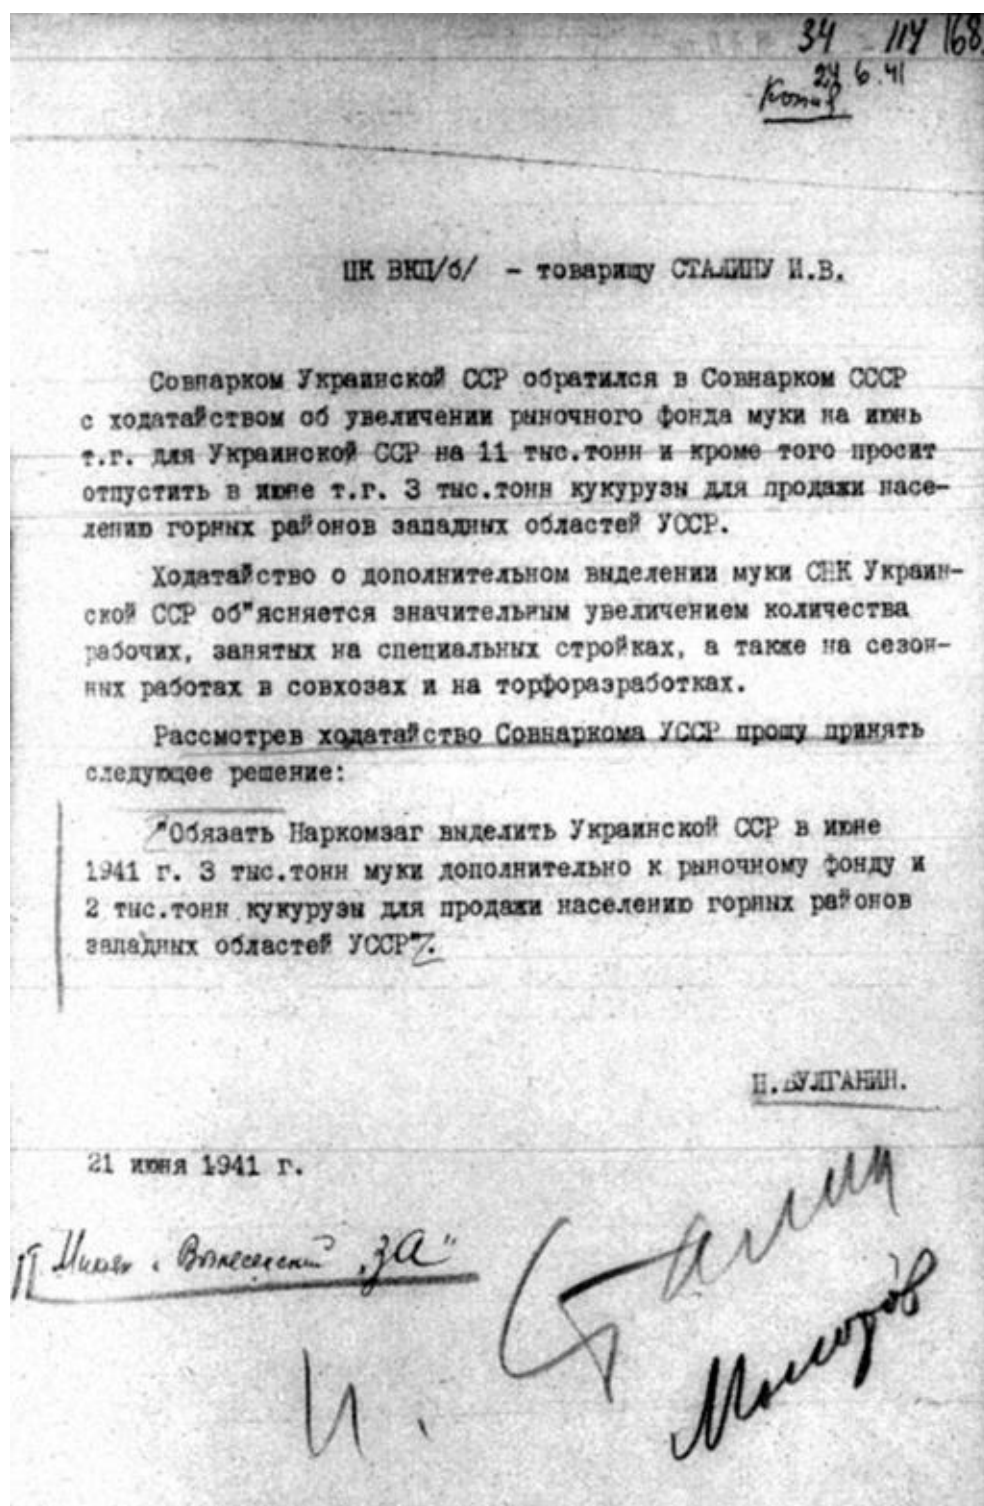 34 114 168
24 6.41
Копия
ЦК ВКП/б/ - товарищу СТАЛИНУ И.В.
Совнарком Украинской ССР обратился в Совнарком СССР
с ходатайством об увеличении рыночного фонда муки на июнь
т.г. для Украинской ССР на 11 тыс.тонн и кроме того просит
отпустить в июне т.г. 3 тыс.тонн кукурузы для продажи насе-
лению горных районов западных областей УССР.
Ходатайство о дополнительном выделении муки СНК Украин-
ской ССР об"ясняется значительным увеличением количества
рабочих, занятых на специальных стройках, а также на сезон-
ных работах в совхозах и на торфоразработках.
Рассмотрев ходатайство Совнаркома УССР прошу принять
следующее решение:
"Обязать Наркомзаг выделить Украинской ССР в июне
1941 г. 3 тыс.тонн муки дополнительно к рыночному фонду и
2 тыс.тонн кукурузы для продажи населению горных районов
западных областей УССР".
Н.БУЛГАНИН.
21 июня 1941 г.
Микоян, Вознесенский "ЗА"
И. Сталин
Молотов